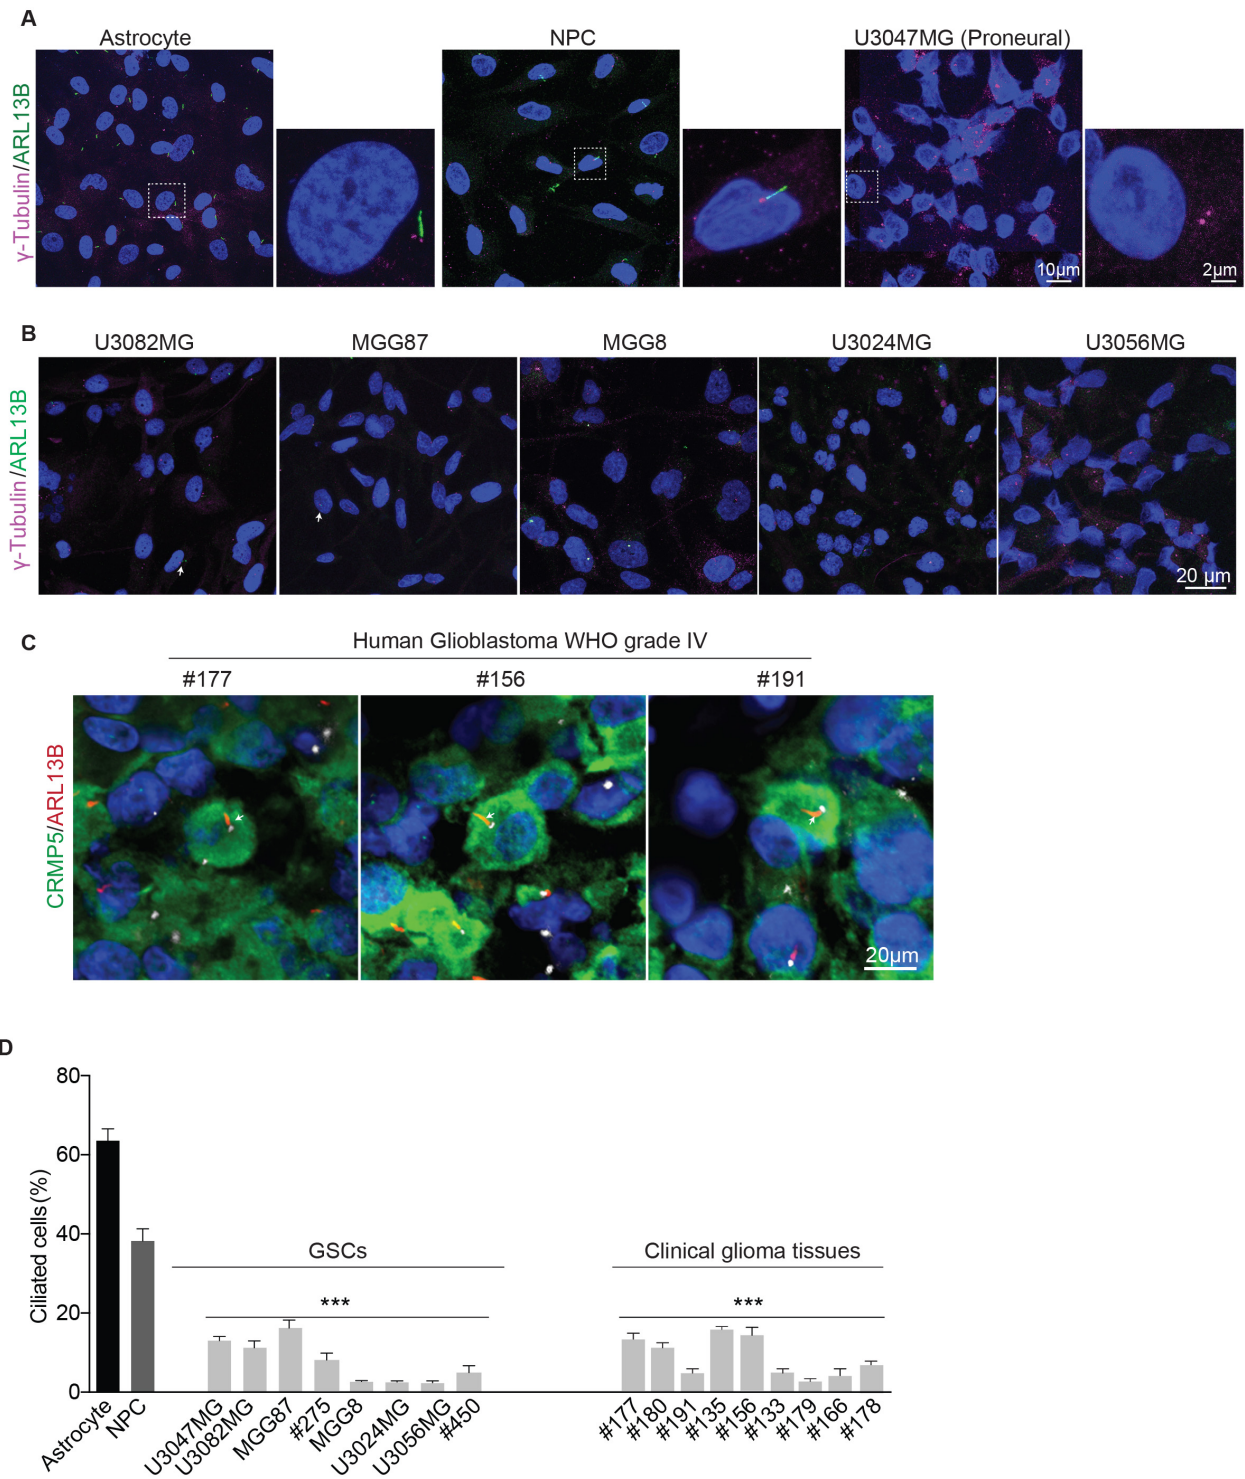 A
Astrocyte
NPC
U3047MG (Proneural)
γ-Tubulin/ARL13B
10μm
2μm
B
U3082MG
MGG87
MGG8
U3024MG
U3056MG
γ-Tubulin/ARL13B
20 μm
C
Human Glioblastoma WHO grade IV
#177
#156
#191
CRMP5/ARL13B
20μm
D
Ciliated cells (%)
80
60
40
20
0
GSCs
Clinical glioma tissues
***
***
Astrocyte
NPC
U3047MG
U3082MG
MGG87
#275
MGG8
U3024MG
U3056MG
#450
#177
#180
#191
#135
#156
#133
#179
#166
#178